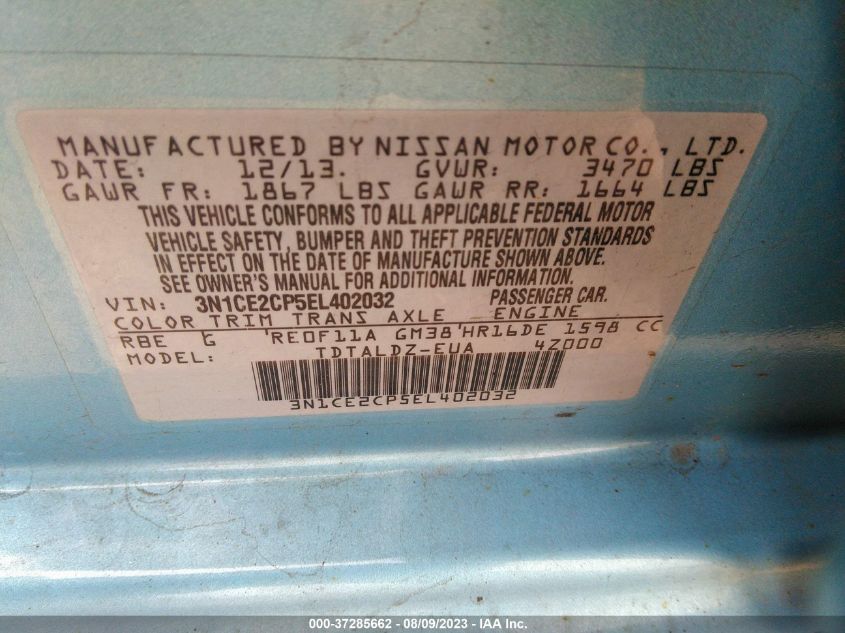 MANUFACTURED BY NISSAN MOTOR CO., LTD.
DATE: 12/13. GVWR: 3470 LBS
GAWR FR: 1867 LBS GAWR RR: 1664 LBS
THIS VEHICLE CONFORMS TO ALL APPLICABLE FEDERAL MOTOR
VEHICLE SAFETY, BUMPER AND THEFT PREVENTION STANDARDS
IN EFFECT ON THE DATE OF MANUFACTURE SHOWN ABOVE.
SEE OWNER'S MANUAL FOR ADDITIONAL INFORMATION.
VIN: 3N1CE2CP5EL402032 PASSENGER CAR.
COLOR TRIM TRANS AXLE ENGINE
RBE G 'RE0F11A GM38'HR16DE 1598 CC
MODEL: TDTALDZ-EUA 4Z000
3N1CE2CP5EL402032
000-37285662 - 08/09/2023 - IAA Inc.